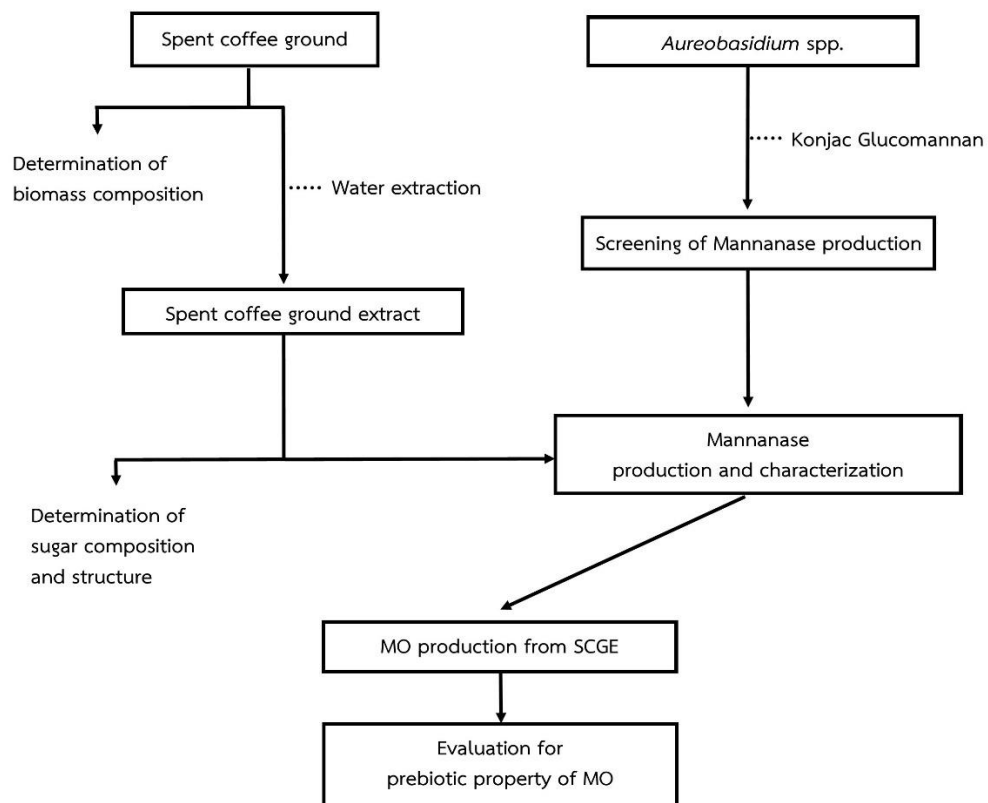 Spent coffee ground
Aureobasidium spp.
Determination of
biomass composition
Water extraction
Konjac Glucomannan
Screening of Mannanase production
Spent coffee ground extract
Mannanase
production and characterization
Determination of
sugar composition
and structure
MO production from SCGE
Evaluation for
prebiotic property of MO